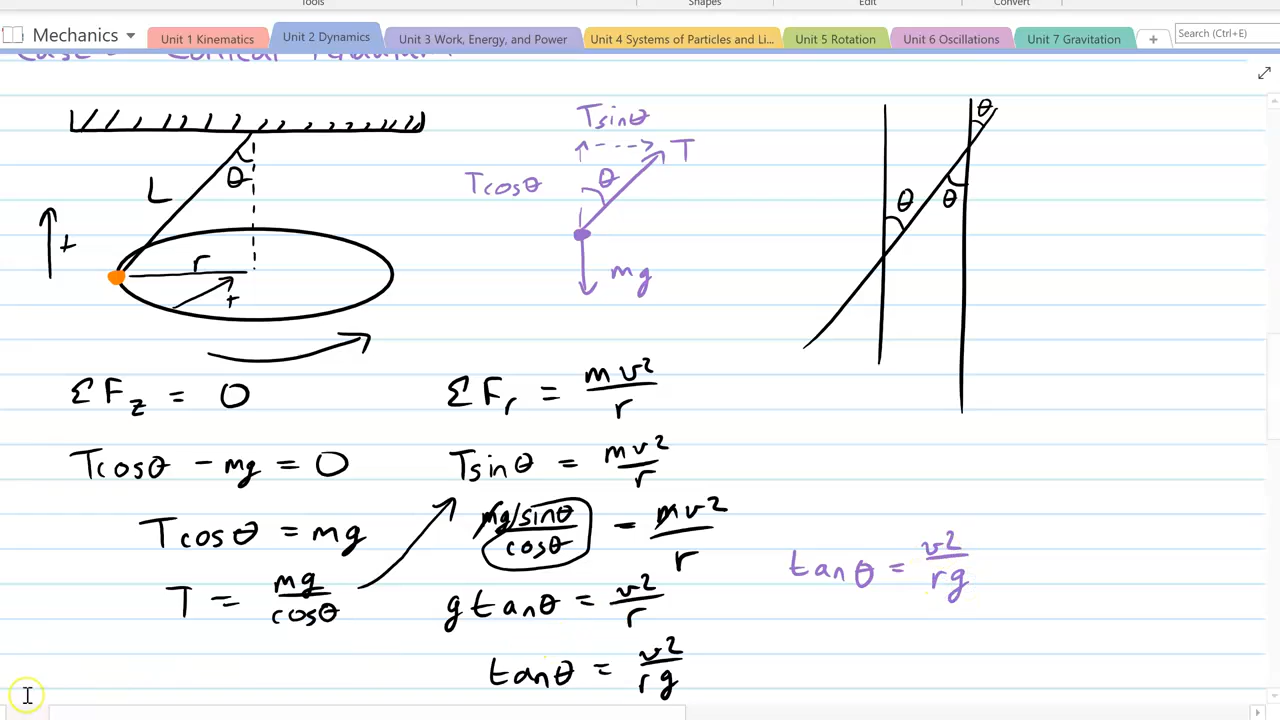 Tools Shapes Edit Convert
Mechanics Unit 1 Kinematics Unit 2 Dynamics Unit 3 Work, Energy, and Power Unit 4 Systems of Particles and Li... Unit 5 Rotation Unit 6 Oscillations Unit 7 Gravitation + Search (Ctrl+E)
θ
L
r
+
+
Tsinθ
T
Tcosθ
θ
mg
θ
θ
θ
ΣF_z = 0
Tcosθ - mg = 0
Tcosθ = mg
T = mg/cosθ
ΣF_r = mv²/r
Tsinθ = mv²/r
mg sinθ/cosθ = mv²/r
g tanθ = v²/r
tanθ = v²/rg
tanθ = v²/rg